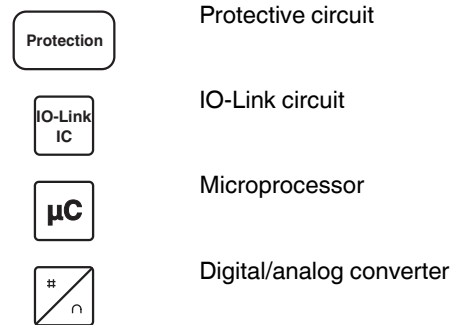 Protection
Protective circuit
IO-Link
IC
IO-Link circuit
µC
Microprocessor
#
∩
Digital/analog converter